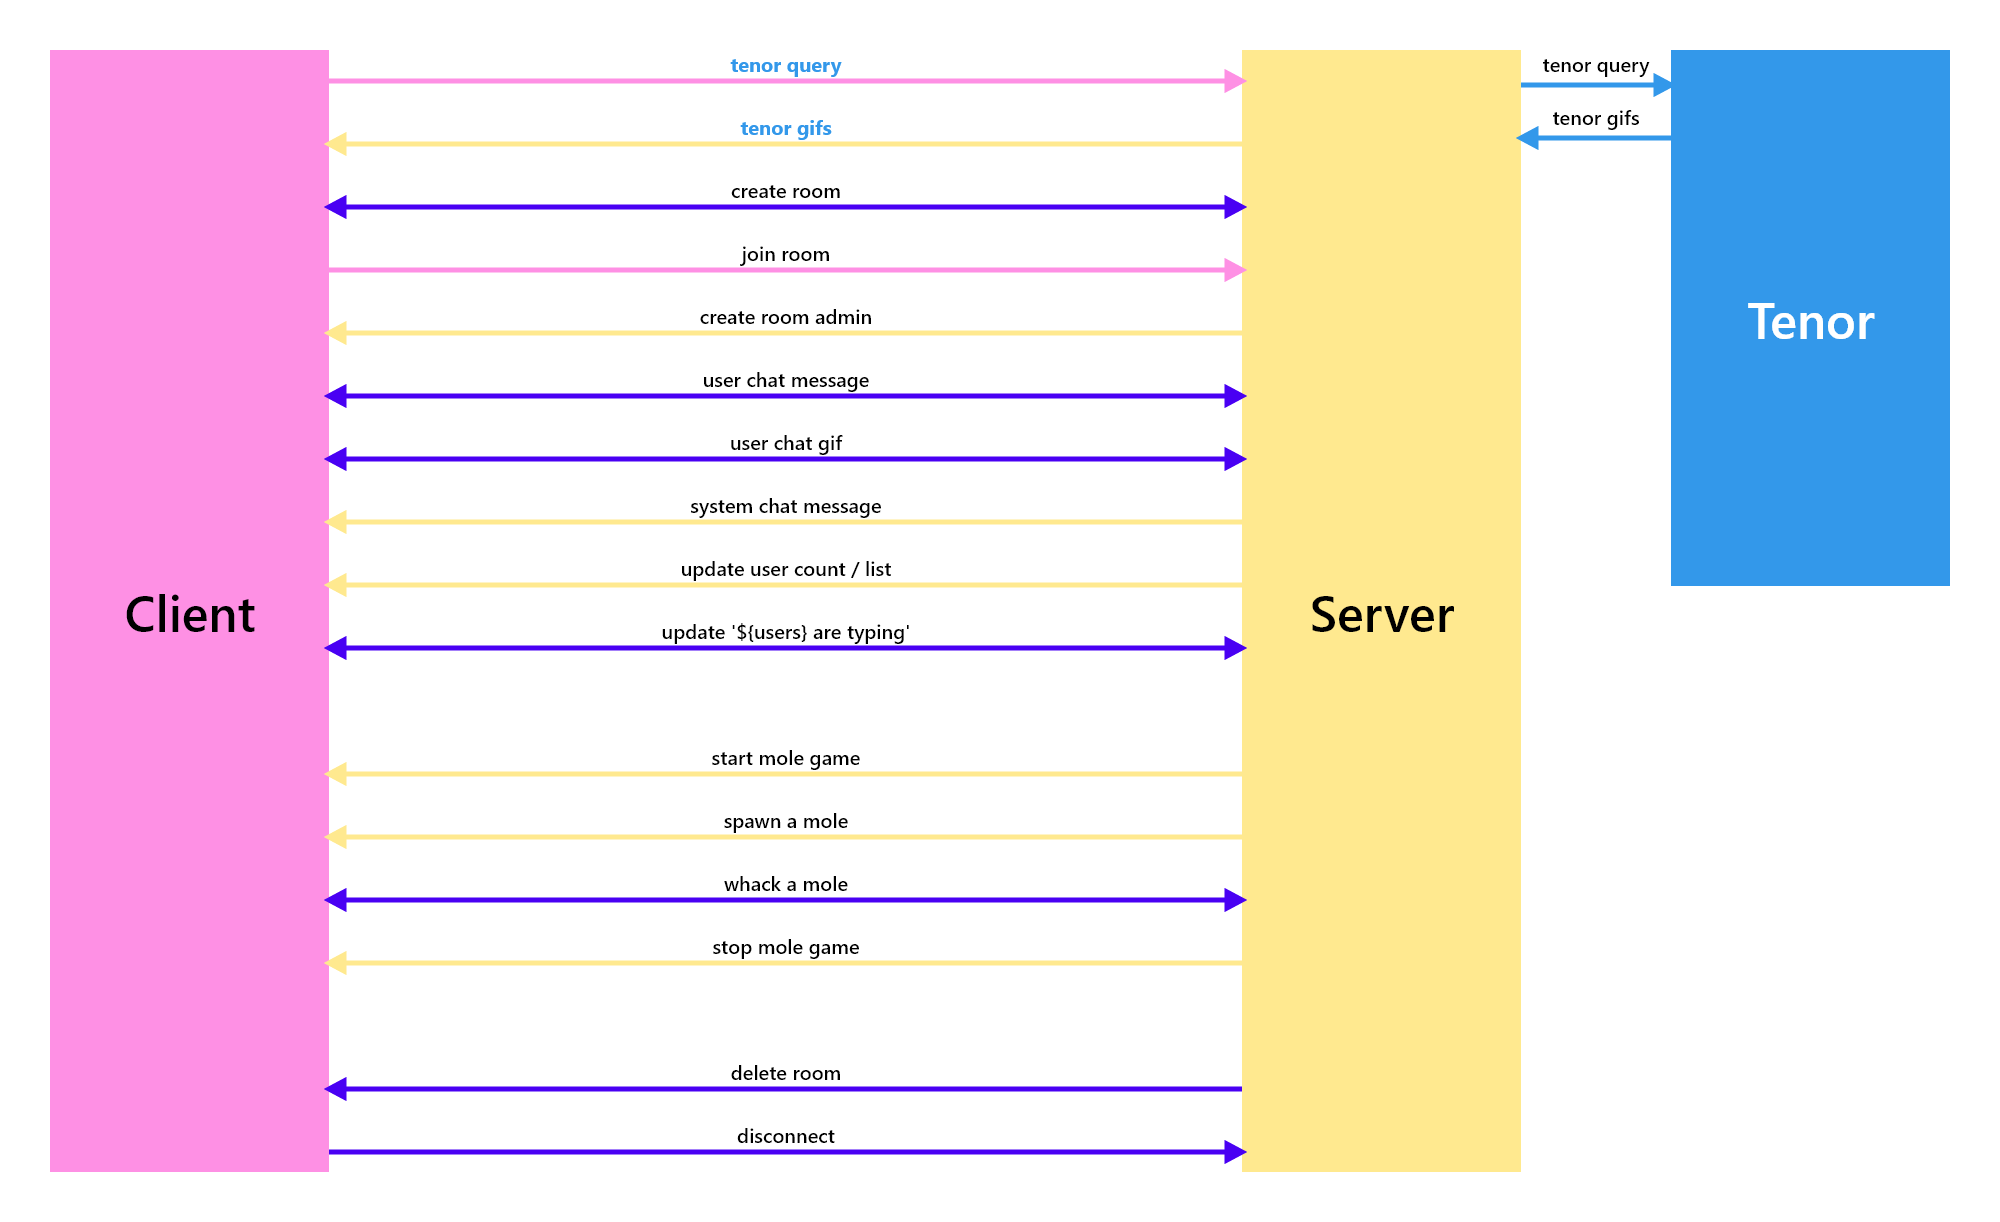 tenor query
tenor query
tenor gifs
tenor gifs
create room
join room
create room admin
Tenor
user chat message
user chat gif
system chat message
update user count / list
Client
Server
update '${users} are typing'
start mole game
spawn a mole
whack a mole
stop mole game
delete room
disconnect